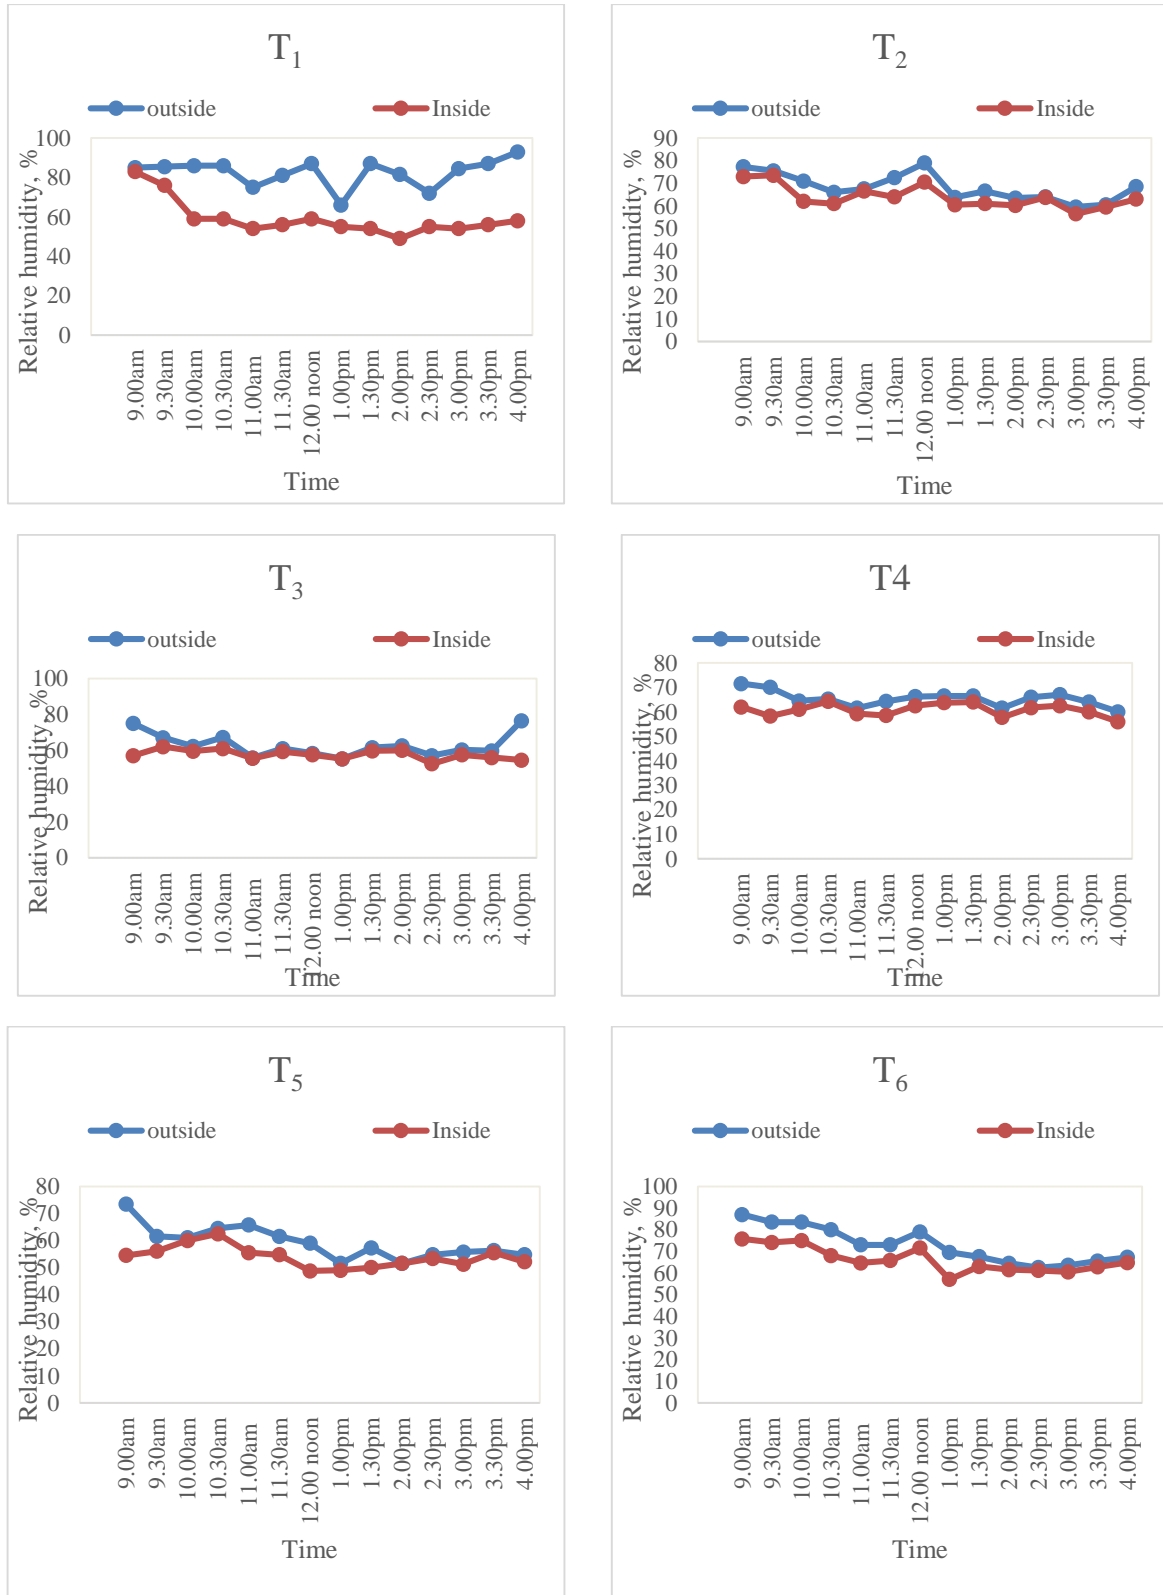 T1
outside Inside
Relative humidity, %
100
80
60
40
20
0
9.00am
9.30am
10.00am
10.30am
11.00am
11.30am
12.00 noon
1.00pm
1.30pm
2.00pm
2.30pm
3.00pm
3.30pm
4.00pm
Time
T2
outside Inside
Relative humidity, %
90
80
70
60
50
40
30
20
10
0
9.00am
9.30am
10.00am
10.30am
11.00am
11.30am
12.00 noon
1.00pm
1.30pm
2.00pm
2.30pm
3.00pm
3.30pm
4.00pm
Time
T3
outside Inside
Relative humidity, %
100
80
60
40
20
0
9.00am
9.30am
10.00am
10.30am
11.00am
11.30am
12.00 noon
1.00pm
1.30pm
2.00pm
2.30pm
3.00pm
3.30pm
4.00pm
Time
T4
outside Inside
Relative humidity, %
80
70
60
50
40
30
20
10
0
9.00am
9.30am
10.00am
10.30am
11.00am
11.30am
12.00 noon
1.00pm
1.30pm
2.00pm
2.30pm
3.00pm
3.30pm
4.00pm
Time
T5
outside Inside
Relative humidity, %
80
70
60
50
40
30
20
10
0
9.00am
9.30am
10.00am
10.30am
11.00am
11.30am
12.00 noon
1.00pm
1.30pm
2.00pm
2.30pm
3.00pm
3.30pm
4.00pm
Time
T6
outside Inside
Relative humidity, %
100
90
80
70
60
50
40
30
20
10
0
9.00am
9.30am
10.00am
10.30am
11.00am
11.30am
12.00 noon
1.00pm
1.30pm
2.00pm
2.30pm
3.00pm
3.30pm
4.00pm
Time